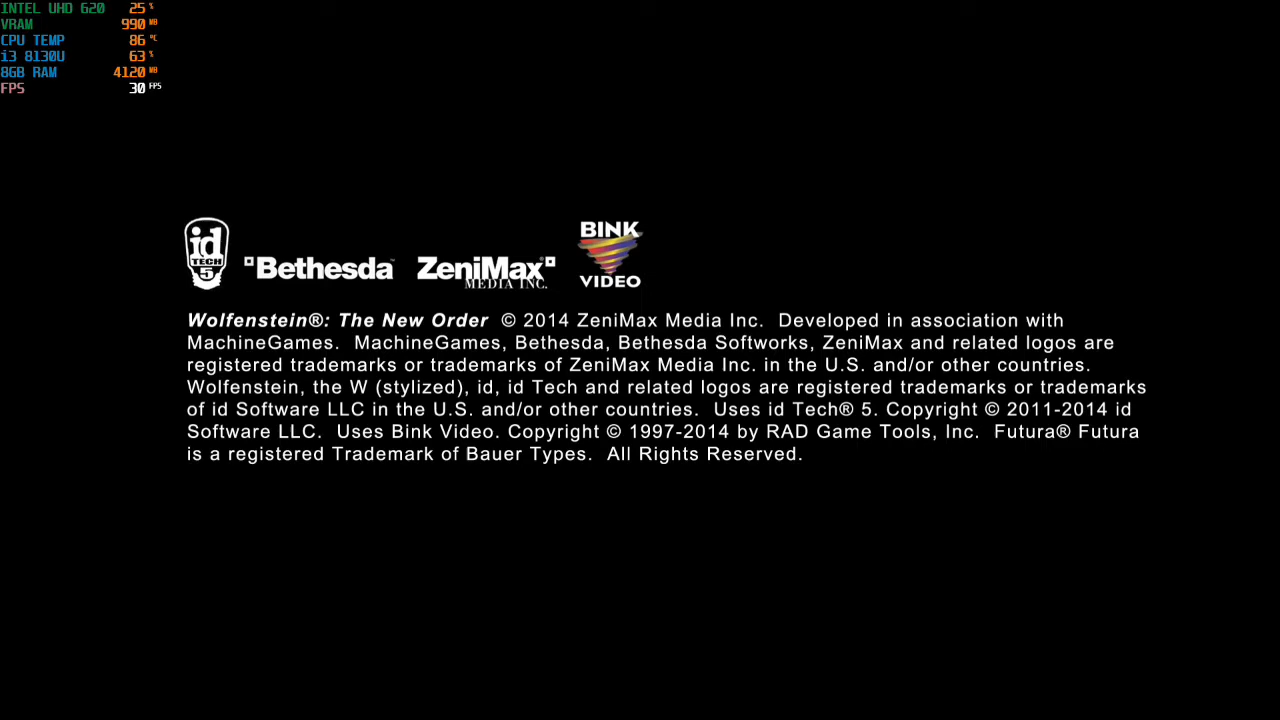 INTEL UHD 620 25 %
VRAM 990 MB
CPU TEMP 86 °C
i3 8130U 63 %
8GB RAM 4120 MB
FPS 30 FPS
id TECH 5
Bethesda™
ZeniMax® MEDIA INC.
BINK VIDEO
Wolfenstein®: The New Order © 2014 ZeniMax Media Inc. Developed in association with
MachineGames. MachineGames, Bethesda, Bethesda Softworks, ZeniMax and related logos are
registered trademarks or trademarks of ZeniMax Media Inc. in the U.S. and/or other countries.
Wolfenstein, the W (stylized), id, id Tech and related logos are registered trademarks or trademarks
of id Software LLC in the U.S. and/or other countries. Uses id Tech® 5. Copyright © 2011-2014 id
Software LLC. Uses Bink Video. Copyright © 1997-2014 by RAD Game Tools, Inc. Futura® Futura
is a registered Trademark of Bauer Types. All Rights Reserved.